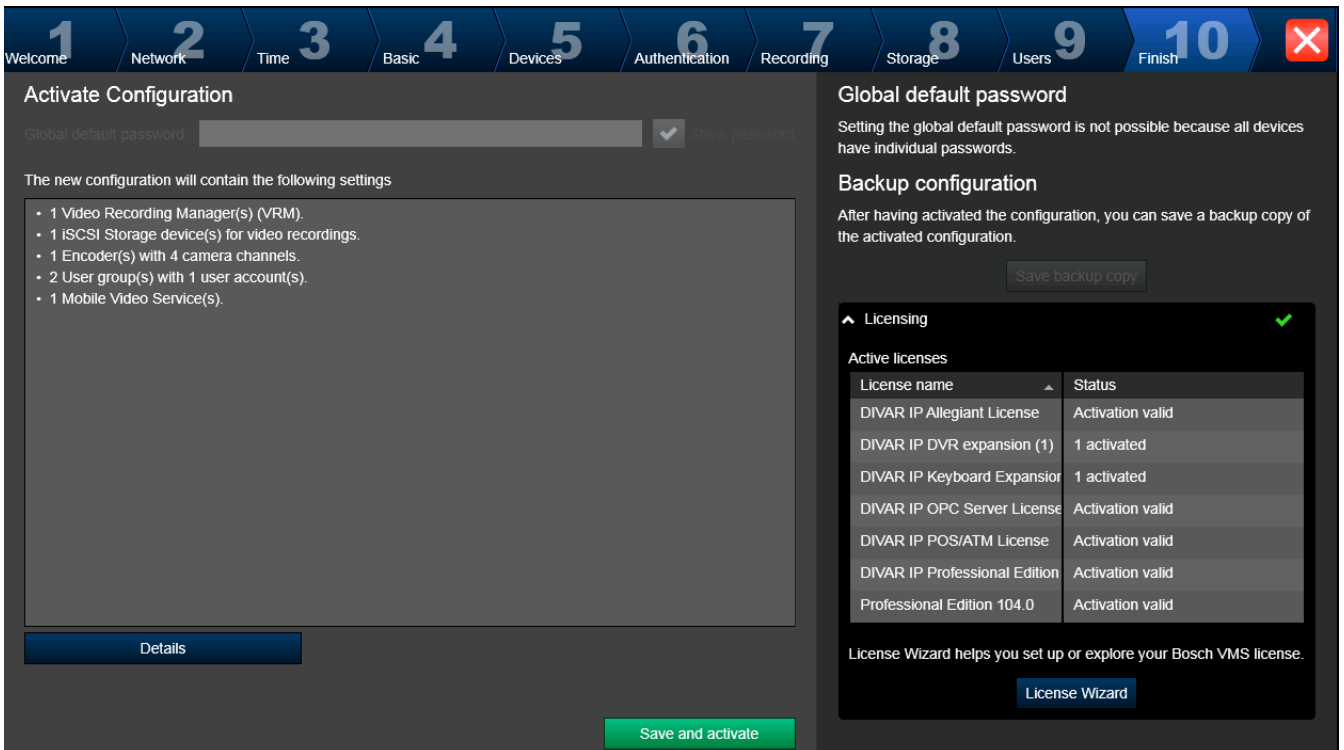 1 Welcome
2 Network
3 Time
4 Basic
5 Devices
6 Authentication
7 Recording
8 Storage
9 Users
10 Finish
Activate Configuration
Global default password
Show password
The new configuration will contain the following settings
• 1 Video Recording Manager(s) (VRM).
• 1 iSCSI Storage device(s) for video recordings.
• 1 Encoder(s) with 4 camera channels.
• 2 User group(s) with 1 user account(s).
• 1 Mobile Video Service(s).
Details
Save and activate
Global default password
Setting the global default password is not possible because all devices
have individual passwords.
Backup configuration
After having activated the configuration, you can save a backup copy of
the activated configuration.
Save backup copy
Licensing
Active licenses
License name Status
DIVAR IP Allegiant License Activation valid
DIVAR IP DVR expansion (1) 1 activated
DIVAR IP Keyboard Expansion 1 activated
DIVAR IP OPC Server License Activation valid
DIVAR IP POS/ATM License Activation valid
DIVAR IP Professional Edition Activation valid
Professional Edition 104.0 Activation valid
License Wizard helps you set up or explore your Bosch VMS license.
License Wizard